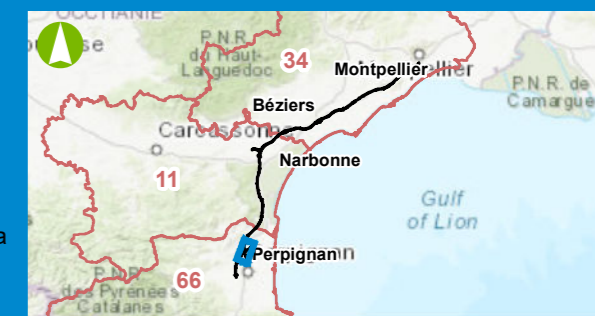 OCCITANIE
P.N.R.
du Haut-
Languedoc
34
Montpellier
P.N.R. de
Camargue
Béziers
Narbonne
11
Gulf
of Lion
a
Perpignan
66
P.N.R.
des Pyrénées
Catalanes